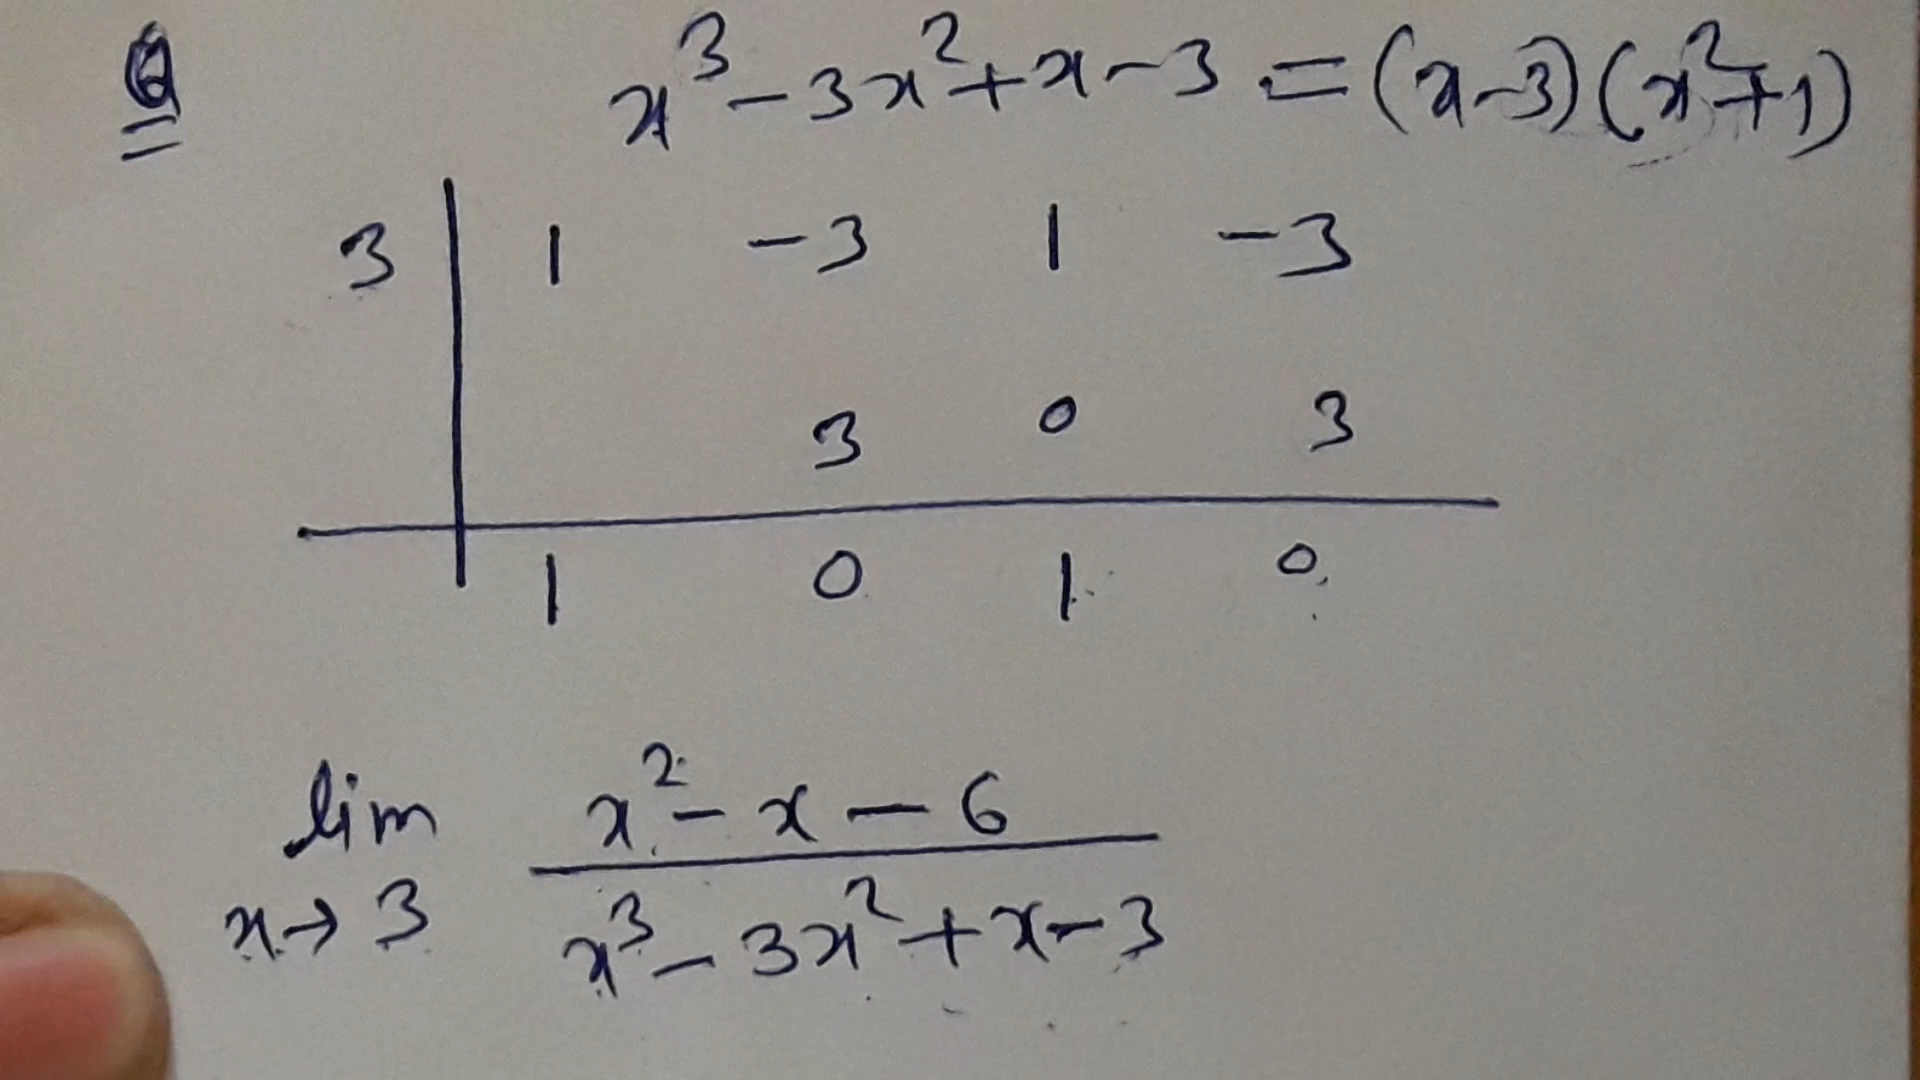 Q x³ - 3x² + x - 3 = (x-3)(x²+1)
3 | 1 -3 1 -3
3 0 3
1 0 1 0
lim x² - x - 6
x→3 x³ - 3x² + x - 3